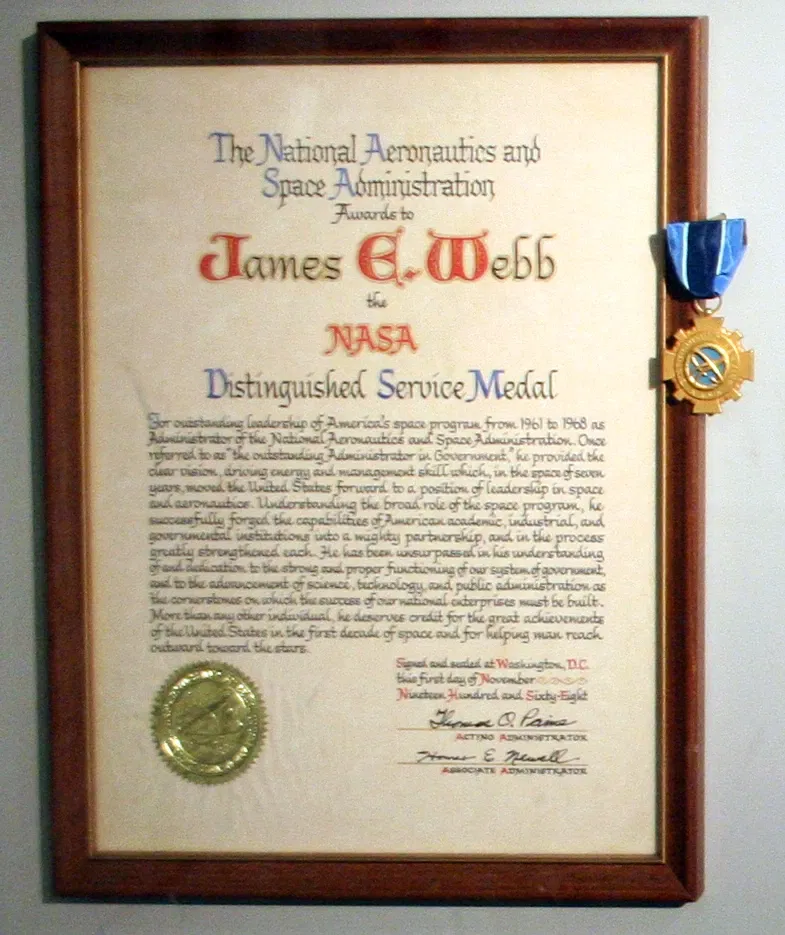 The National Aeronautics and
Space Administration
Awards to
James E. Webb
the
NASA
Distinguished Service Medal
For outstanding leadership of America's space program from 1961 to 1968 as
Administrator of the National Aeronautics and Space Administration. Once
referred to as "the outstanding Administrator in Government," he provided the
clear vision, driving energy and management skill which, in the space of seven
years, moved the United States forward to a position of leadership in space
and aeronautics. Understanding the broad role of the space program, he
successfully forged the capabilities of American academic, industrial, and
governmental institutions into a mighty partnership, and in the process
greatly strengthened each. He has been unsurpassed in his understanding
of and dedication to the strong and proper functioning of our system of government,
and to the advancement of science, technology, and public administration as
the cornerstones on which the success of our national enterprises must be built.
More than any other individual, he deserves credit for the great achievements
of the United States in the first decade of space and for helping man reach
outward toward the stars.
Signed and sealed at Washington, D.C.
this first day of November
Nineteen Hundred and Sixty-Eight
Thomas O. Paine
ACTING ADMINISTRATOR
Homer E Newell
ASSOCIATE ADMINISTRATOR